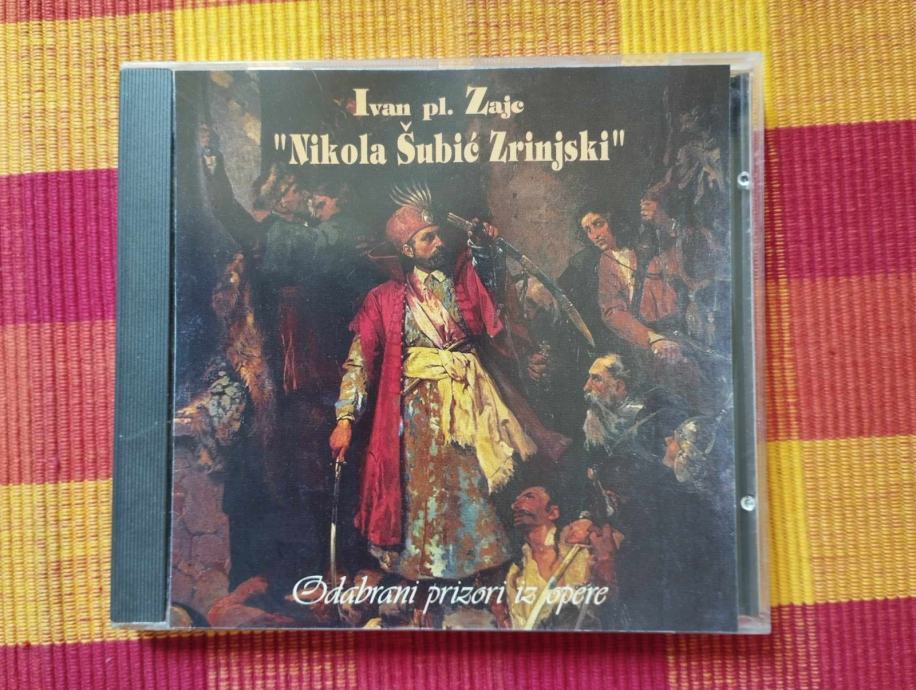 Ivan pl. Zajc
"Nikola Šubić Zrinjski"
Odabrani prizori iz opere